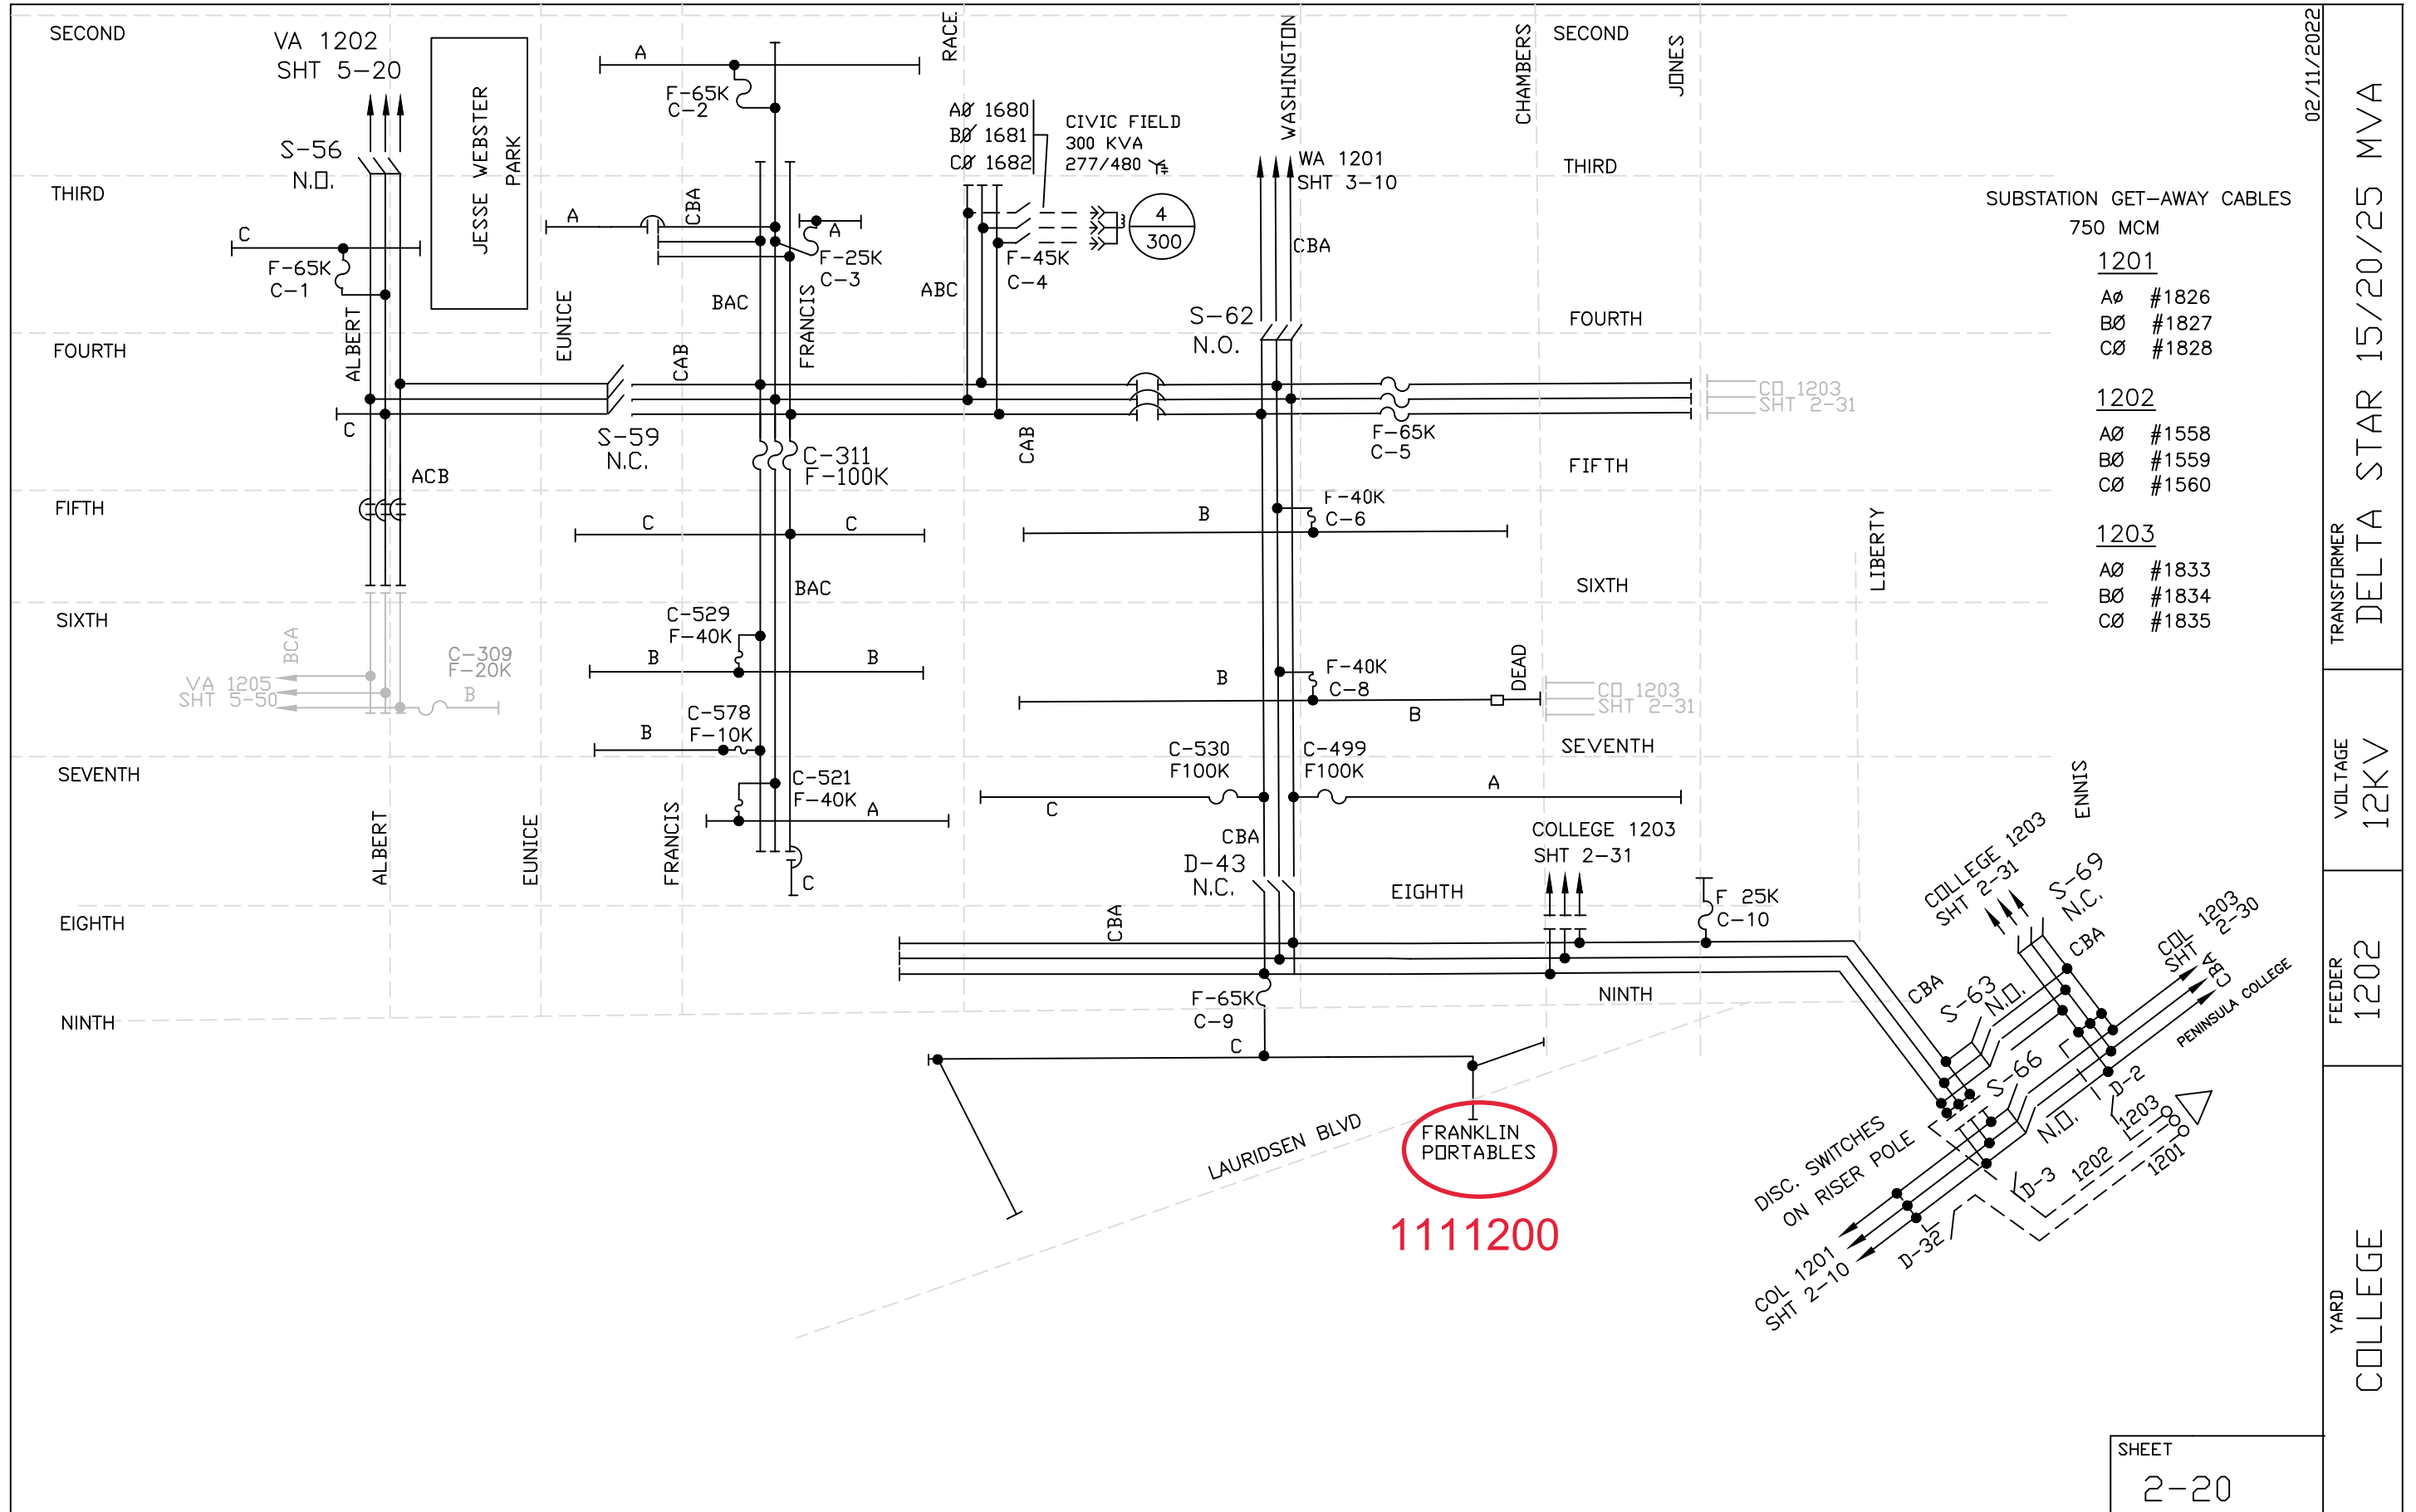 SECOND
VA 1202
SHT 5-20
JESSE WEBSTER
PARK
A
F-65K
C-2
RACE
WASHINGTON
CHAMBERS
SECOND
JONES
02/11/2022
S-56
N.O.
AØ 1680
BØ 1681
CØ 1682
CIVIC FIELD
300 KVA
277/480
WA 1201
SHT 3-10
THIRD
THIRD
SUBSTATION GET-AWAY CABLES
750 MCM
1201
AØ #1826
BØ #1827
CØ #1828
1202
AØ #1558
BØ #1559
CØ #1560
1203
AØ #1833
BØ #1834
CØ #1835
C
F-65K
C-1
A
CBA
A
F-25K
C-3
4
300
F-45K
C-4
CBA
ABC
BAC
ALBERT
EUNICE
FRANCIS
CAB
S-62
N.O.
FOURTH
FOURTH
C
S-59
N.C.
C-311
F-100K
CAB
F-65K
C-5
CO 1203
SHT 2-31
ACB
FIFTH
FIFTH
C
C
B
F-40K
C-6
LIBERTY
BAC
SIXTH
SIXTH
BCA
VA 1205
SHT 5-50
C-309
F-20K
B
C-529
F-40K
B
B
B
F-40K
C-8
B
DEAD
CO 1203
SHT 2-31
C-578
F-10K
B
SEVENTH
SEVENTH
C-530
F100K
C-499
F100K
C
A
C-521
F-40K
A
ALBERT
EUNICE
FRANCIS
C
CBA
D-43
N.C.
COLLEGE 1203
SHT 2-31
ENNIS
EIGHTH
EIGHTH
CBA
F 25K
C-10
COLLEGE 1203
SHT 2-31
S-69
N.C.
CBA
COL 1203
SHT 2-30
A
B
C
PENINSULA COLLEGE
NINTH
NINTH
F-65K
C-9
C
CBA
S-63
N.O.
S-66
N.O.
D-2
1203
1202
1201
D-3
DISC. SWITCHES
ON RISER POLE
D-32
COL 1201
SHT 2-10
LAURIDSEN BLVD
FRANKLIN
PORTABLES
1111200
TRANSFORMER
DELTA STAR 15/20/25 MVA
VOLTAGE
12KV
FEEDER
1202
YARD
COLLEGE
SHEET
2-20